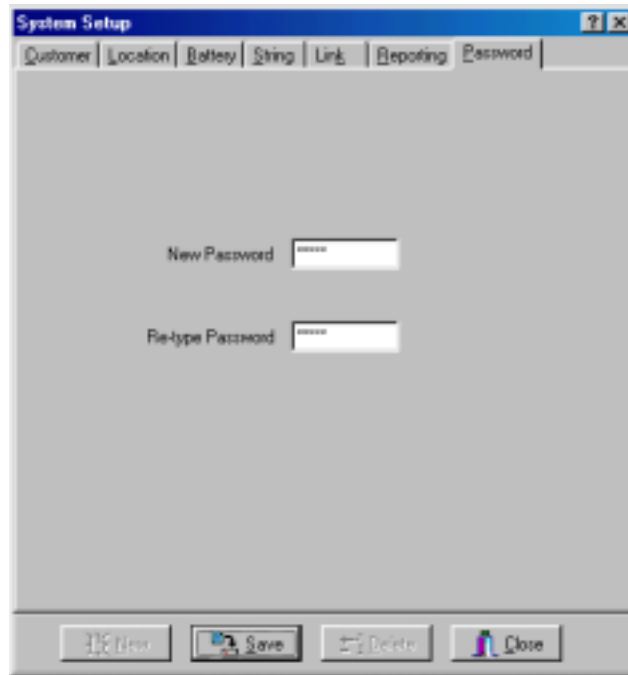 System Setup ? ×
Customer Location Battery String Link Reporting Password
New Password *****
Re-type Password *****
New Save Delete Close